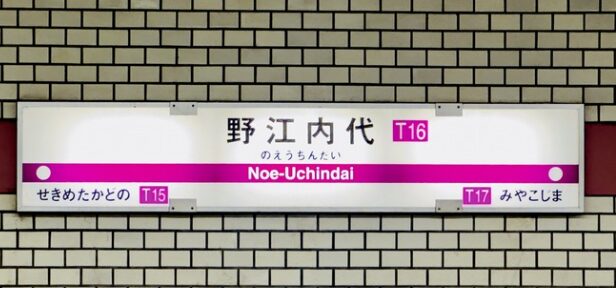 野江内代 T16
のえうちんだい
Noe-Uchindai
せきめたかどの T15
T17 みやこじま